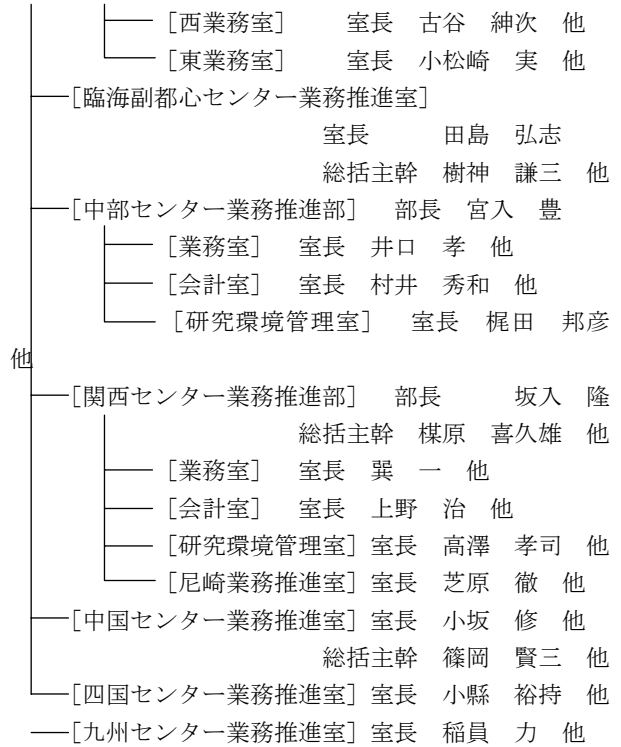 [西業務室]　　室長　古谷　紳次　他
[東業務室]　　室長　小松崎　実　他
[臨海副都心センター業務推進室]
室長　　　田島　弘志
総括主幹　樹神　謙三　他
[中部センター業務推進部]　部長　宮入　豊
[業務室]　室長　井口　孝　他
[会計室]　室長　村井　秀和　他
[研究環境管理室]　室長　梶田　邦彦
他
[関西センター業務推進部]　部長　　　坂入　隆
総括主幹　楳原　喜久雄　他
[業務室]　室長　巽　一　他
[会計室]　室長　上野　治　他
[研究環境管理室] 室長　高澤　孝司　他
[尼崎業務推進室] 室長　芝原　徹　他
[中国センター業務推進室] 室長　小坂　修　他
総括主幹　篠岡　賢三　他
[四国センター業務推進室] 室長　小縣　裕持　他
[九州センター業務推進室] 室長　稲員　力　他